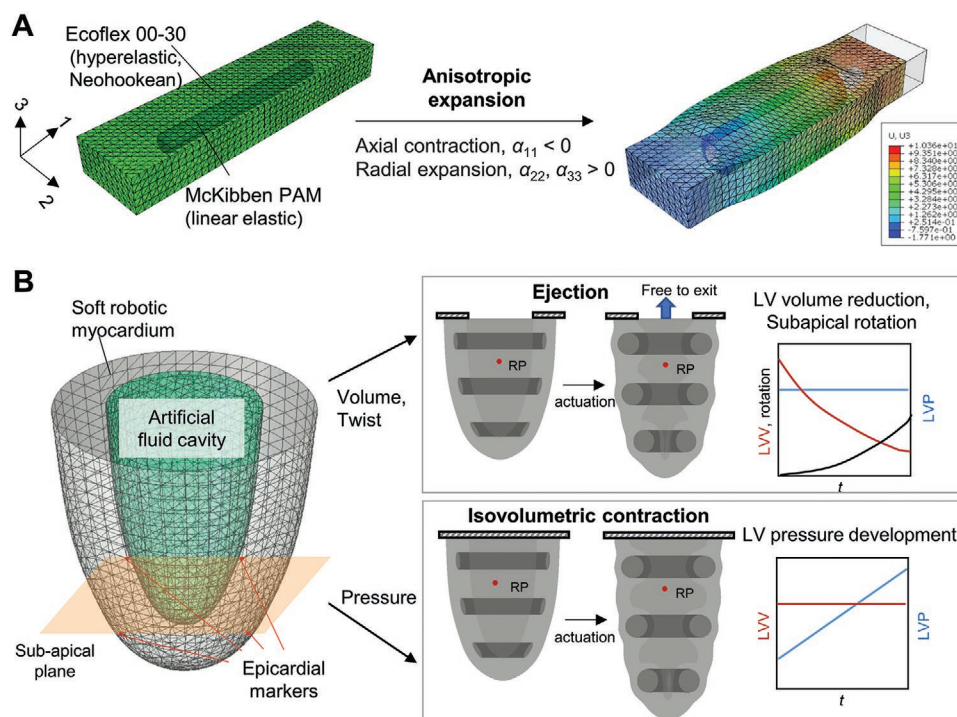 A
Ecoflex 00-30
(hyperelastic,
Neohookean)
3
1
2
McKibben PAM
(linear elastic)
Anisotropic
expansion
Axial contraction, α11 < 0
Radial expansion, α22, α33 > 0
U, U3
+1.036e+01
+9.351e+00
+8.340e+00
+7.328e+00
+6.317e+00
+5.306e+00
+4.295e+00
+3.284e+00
+2.273e+00
+1.262e+00
+2.514e-01
-7.597e-01
-1.771e+00
B
Soft robotic
myocardium
Artificial
fluid cavity
Sub-apical
plane
Epicardial
markers
Volume,
Twist
Pressure
Ejection
Free to exit
RP
actuation
RP
LV volume reduction,
Subapical rotation
LVV, rotation
LVP
t
Isovolumetric contraction
RP
actuation
RP
LV pressure development
LVV
LVP
t